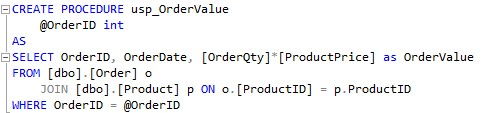 CREATE PROCEDURE usp_OrderValue
@OrderID int
AS
SELECT OrderID, OrderDate, [OrderQty]*[ProductPrice] as OrderValue
FROM [dbo].[Order] o
JOIN [dbo].[Product] p ON o.[ProductID] = p.ProductID
WHERE OrderID = @OrderID